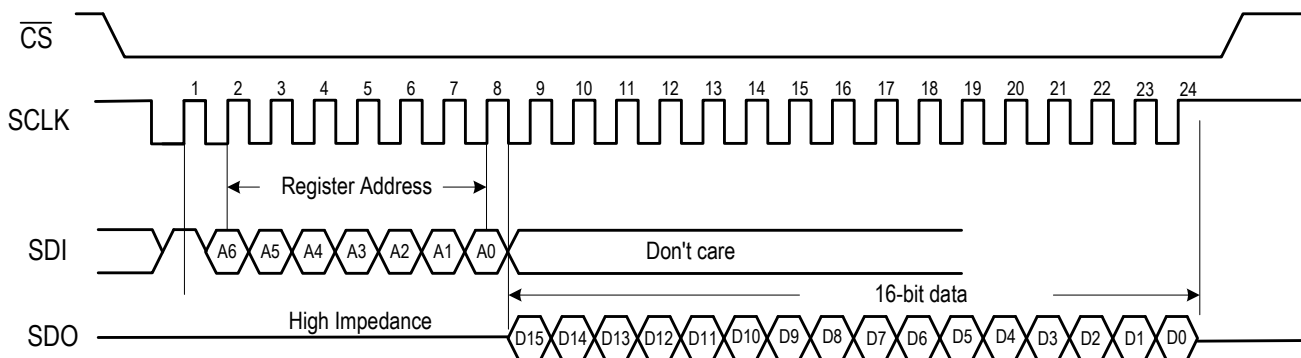 CS
1 2 3 4 5 6 7 8 9 10 11 12 13 14 15 16 17 18 19 20 21 22 23 24
SCLK
Register Address
SDI A6 A5 A4 A3 A2 A1 A0 Don't care
16-bit data
High Impedance
SDO D15 D14 D13 D12 D11 D10 D9 D8 D7 D6 D5 D4 D3 D2 D1 D0